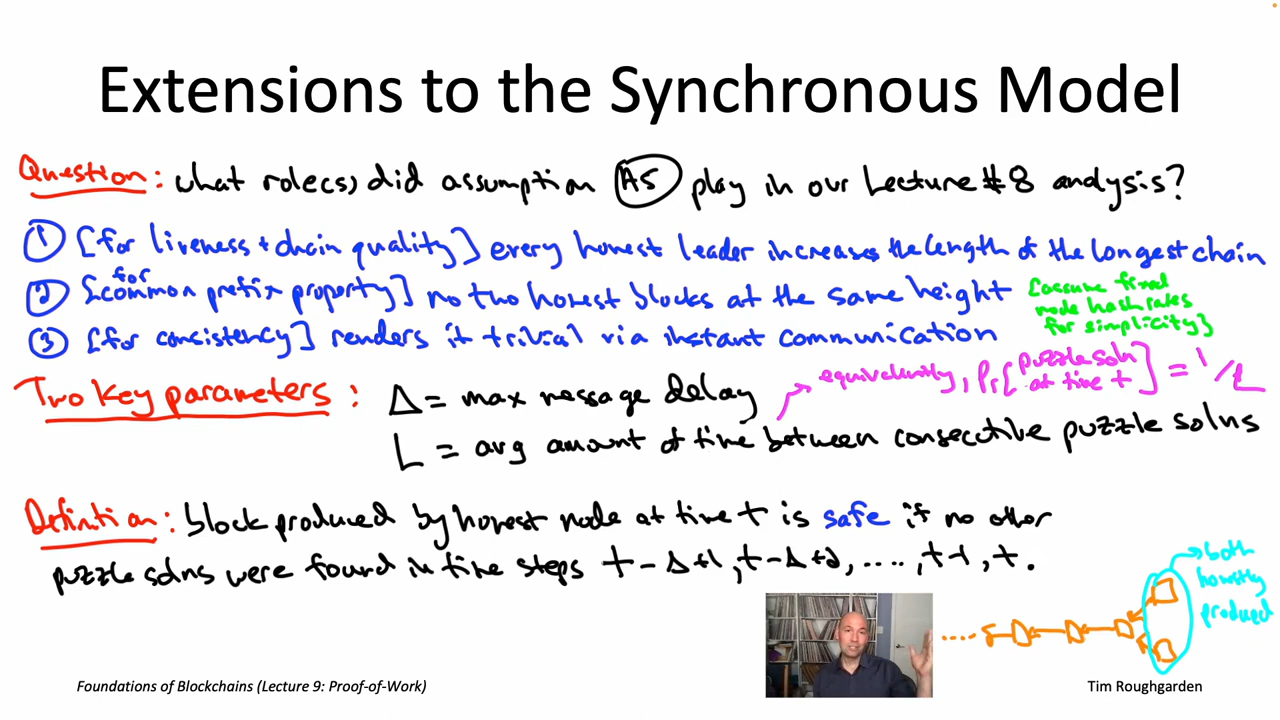 Extensions to the Synchronous Model
Question: what role(s) did assumption A5 play in our Lecture #8 analysis?
① [for liveness + chain quality] every honest leader increases the length of the longest chain
② [for common prefix property] no two honest blocks at the same height
[assume fixed node hash rates for simplicity]
③ [for consistency] renders it trivial via instant communication
Two key parameters: Δ = max message delay
equivalently, Pr[puzzle soln at time t] = 1/L
L = avg amount of time between consecutive puzzle solns
Definition: block produced by honest node at time t is safe if no other
puzzle solns were found in time steps t-Δ+1, t-Δ+2, ...., t-1, t.
both
honestly
produced
Foundations of Blockchains (Lecture 9: Proof-of-Work)
Tim Roughgarden